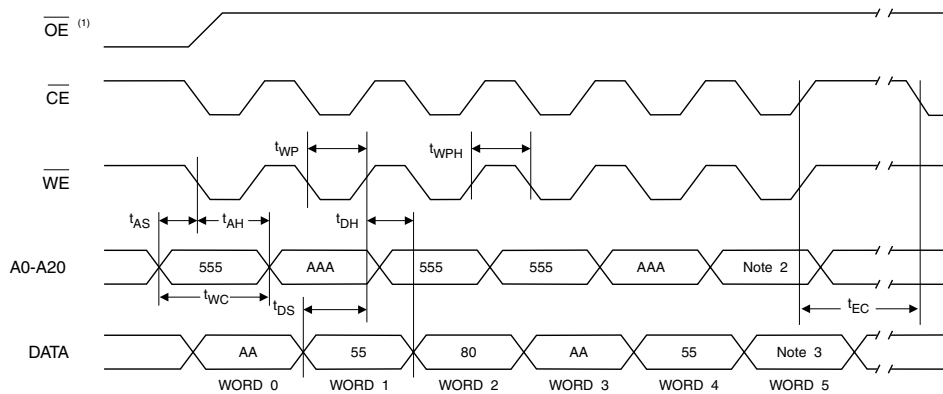 OE (1)
CE
tWP
tWPH
WE
tAS
tAH
tDH
A0-A20
555
AAA
555
555
AAA
Note 2
tWC
tDS
tEC
DATA
AA
55
80
AA
55
Note 3
WORD 0
WORD 1
WORD 2
WORD 3
WORD 4
WORD 5